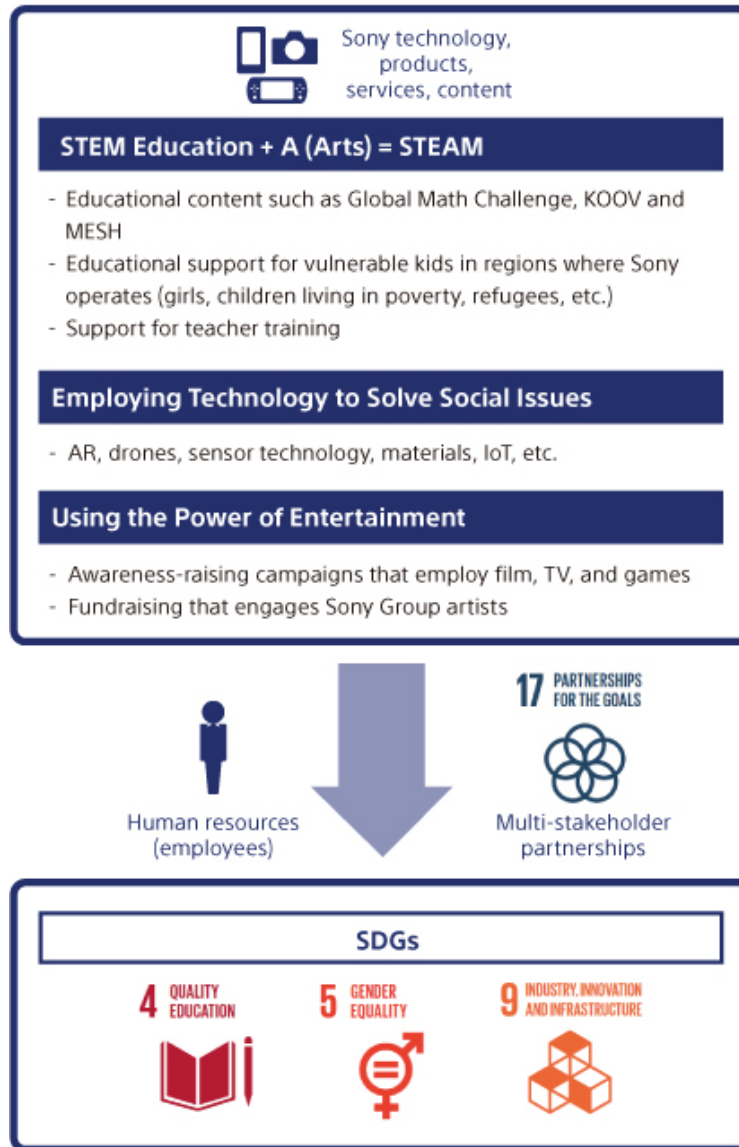 Sony technology,
products,
services, content
STEM Education + A (Arts) = STEAM
- Educational content such as Global Math Challenge, KOOV and
MESH
- Educational support for vulnerable kids in regions where Sony
operates (girls, children living in poverty, refugees, etc.)
- Support for teacher training
Employing Technology to Solve Social Issues
- AR, drones, sensor technology, materials, IoT, etc.
Using the Power of Entertainment
- Awareness-raising campaigns that employ film, TV, and games
- Fundraising that engages Sony Group artists
17 PARTNERSHIPS
FOR THE GOALS
Human resources
(employees)
Multi-stakeholder
partnerships
SDGs
4 QUALITY
EDUCATION
5 GENDER
EQUALITY
9 INDUSTRY, INNOVATION
AND INFRASTRUCTURE